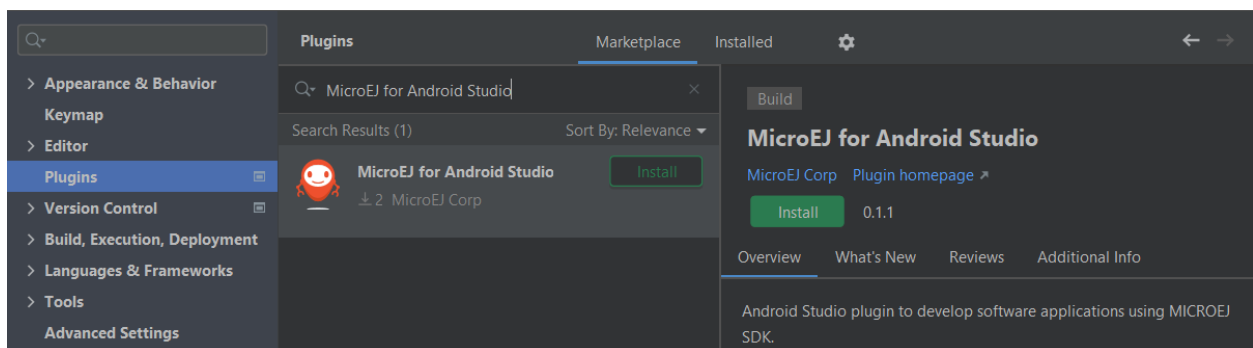 Plugins
Marketplace
Installed
Appearance & Behavior
Keymap
Editor
Plugins
Version Control
Build, Execution, Deployment
Languages & Frameworks
Tools
Advanced Settings
MicroEJ for Android Studio
Search Results (1)
Sort By: Relevance
MicroEJ for Android Studio
Install
2 MicroEJ Corp
Build
MicroEJ for Android Studio
MicroEJ Corp Plugin homepage
Install 0.1.1
Overview What's New Reviews Additional Info
Android Studio plugin to develop software applications using MICROEJ
SDK.